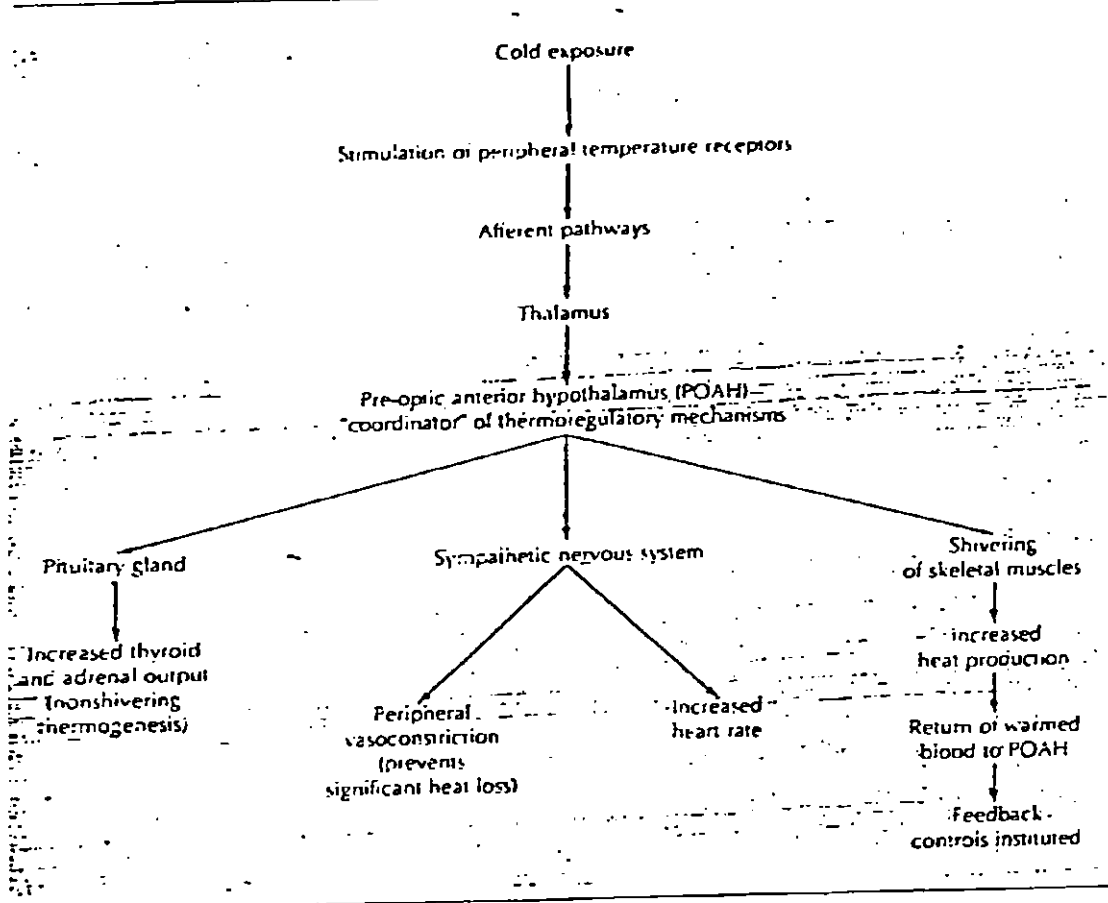 Cold exposure
Stimulation of peripheral temperature receptors
Afferent pathways
Thalamus
Pre-optic anterior hypothalamus (POAH)—
"coordinator" of thermoregulatory mechanisms
Pituitary gland
Sympathetic nervous system
Shivering
of skeletal muscles
Increased thyroid
and adrenal output
(nonshivering
thermogenesis)
Peripheral
vasoconstriction
(prevents
significant heat loss)
Increased
heart rate
increased
heat production
Return of warmed
blood to POAH
Feedback
controls instituted